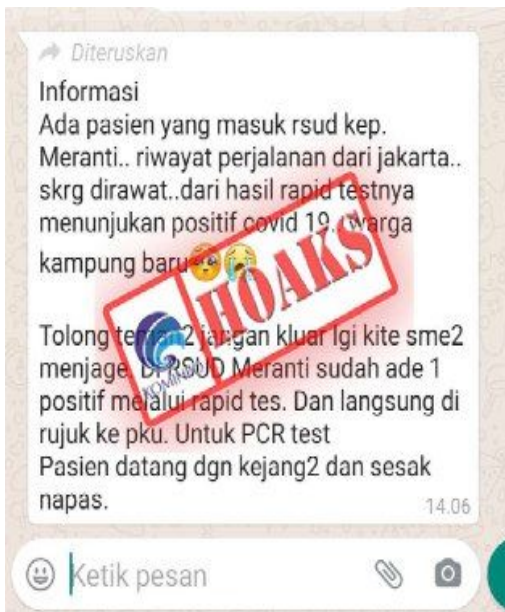 Diteruskan
Informasi
Ada pasien yang masuk rsud kep.
Meranti.. riwayat perjalanan dari jakarta..
skrg dirawat..dari hasil rapid testnya
menunjukan positif covid 19.. warga
kampung baru🥺😭
HOAKS
KOMINFO
Tolong teman2 jangan kluar lgi kite sme2
menjage. Di RSUD Meranti sudah ade 1
positif melalui rapid tes. Dan langsung di
rujuk ke pku. Untuk PCR test
Pasien datang dgn kejang2 dan sesak
napas.
14.06
Ketik pesan